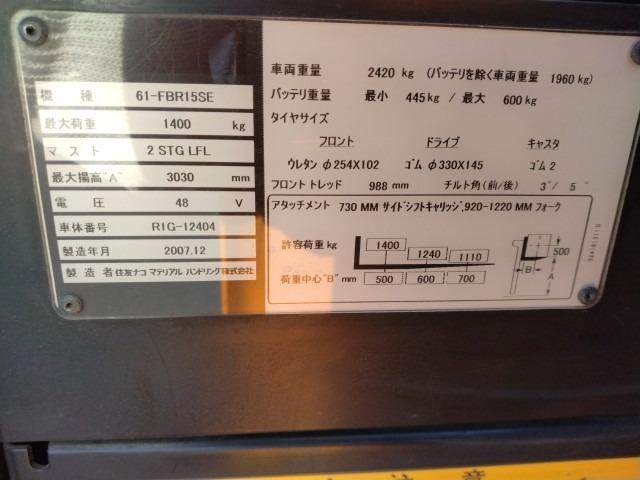 機 種 61-FBR15SE
最大荷重 1400 kg
マスト 2 STG LFL
最大揚高"A" 3030 mm
電 圧 48 V
車体番号 R1G-12404
製造年月 2007.12
製造者 住友ナコ マテリアル ハンドリング株式会社
車両重量 2420 kg (バッテリを除く車両重量 1960 kg)
バッテリ重量 最小 445 kg / 最大 600 kg
タイヤサイズ
フロント ドライブ キャスタ
ウレタン φ254X102 ゴム φ330X145 ゴム 2
フロント トレッド 988 mm チルト角(前/後) 3°/ 5°
アタッチメント 730 MM サイドシフトキャリッジ,920-1220 MM フォーク
許容荷重 kg 1400 1240 1110
荷重中心"B" mm 500 600 700
500
B
A
注 意